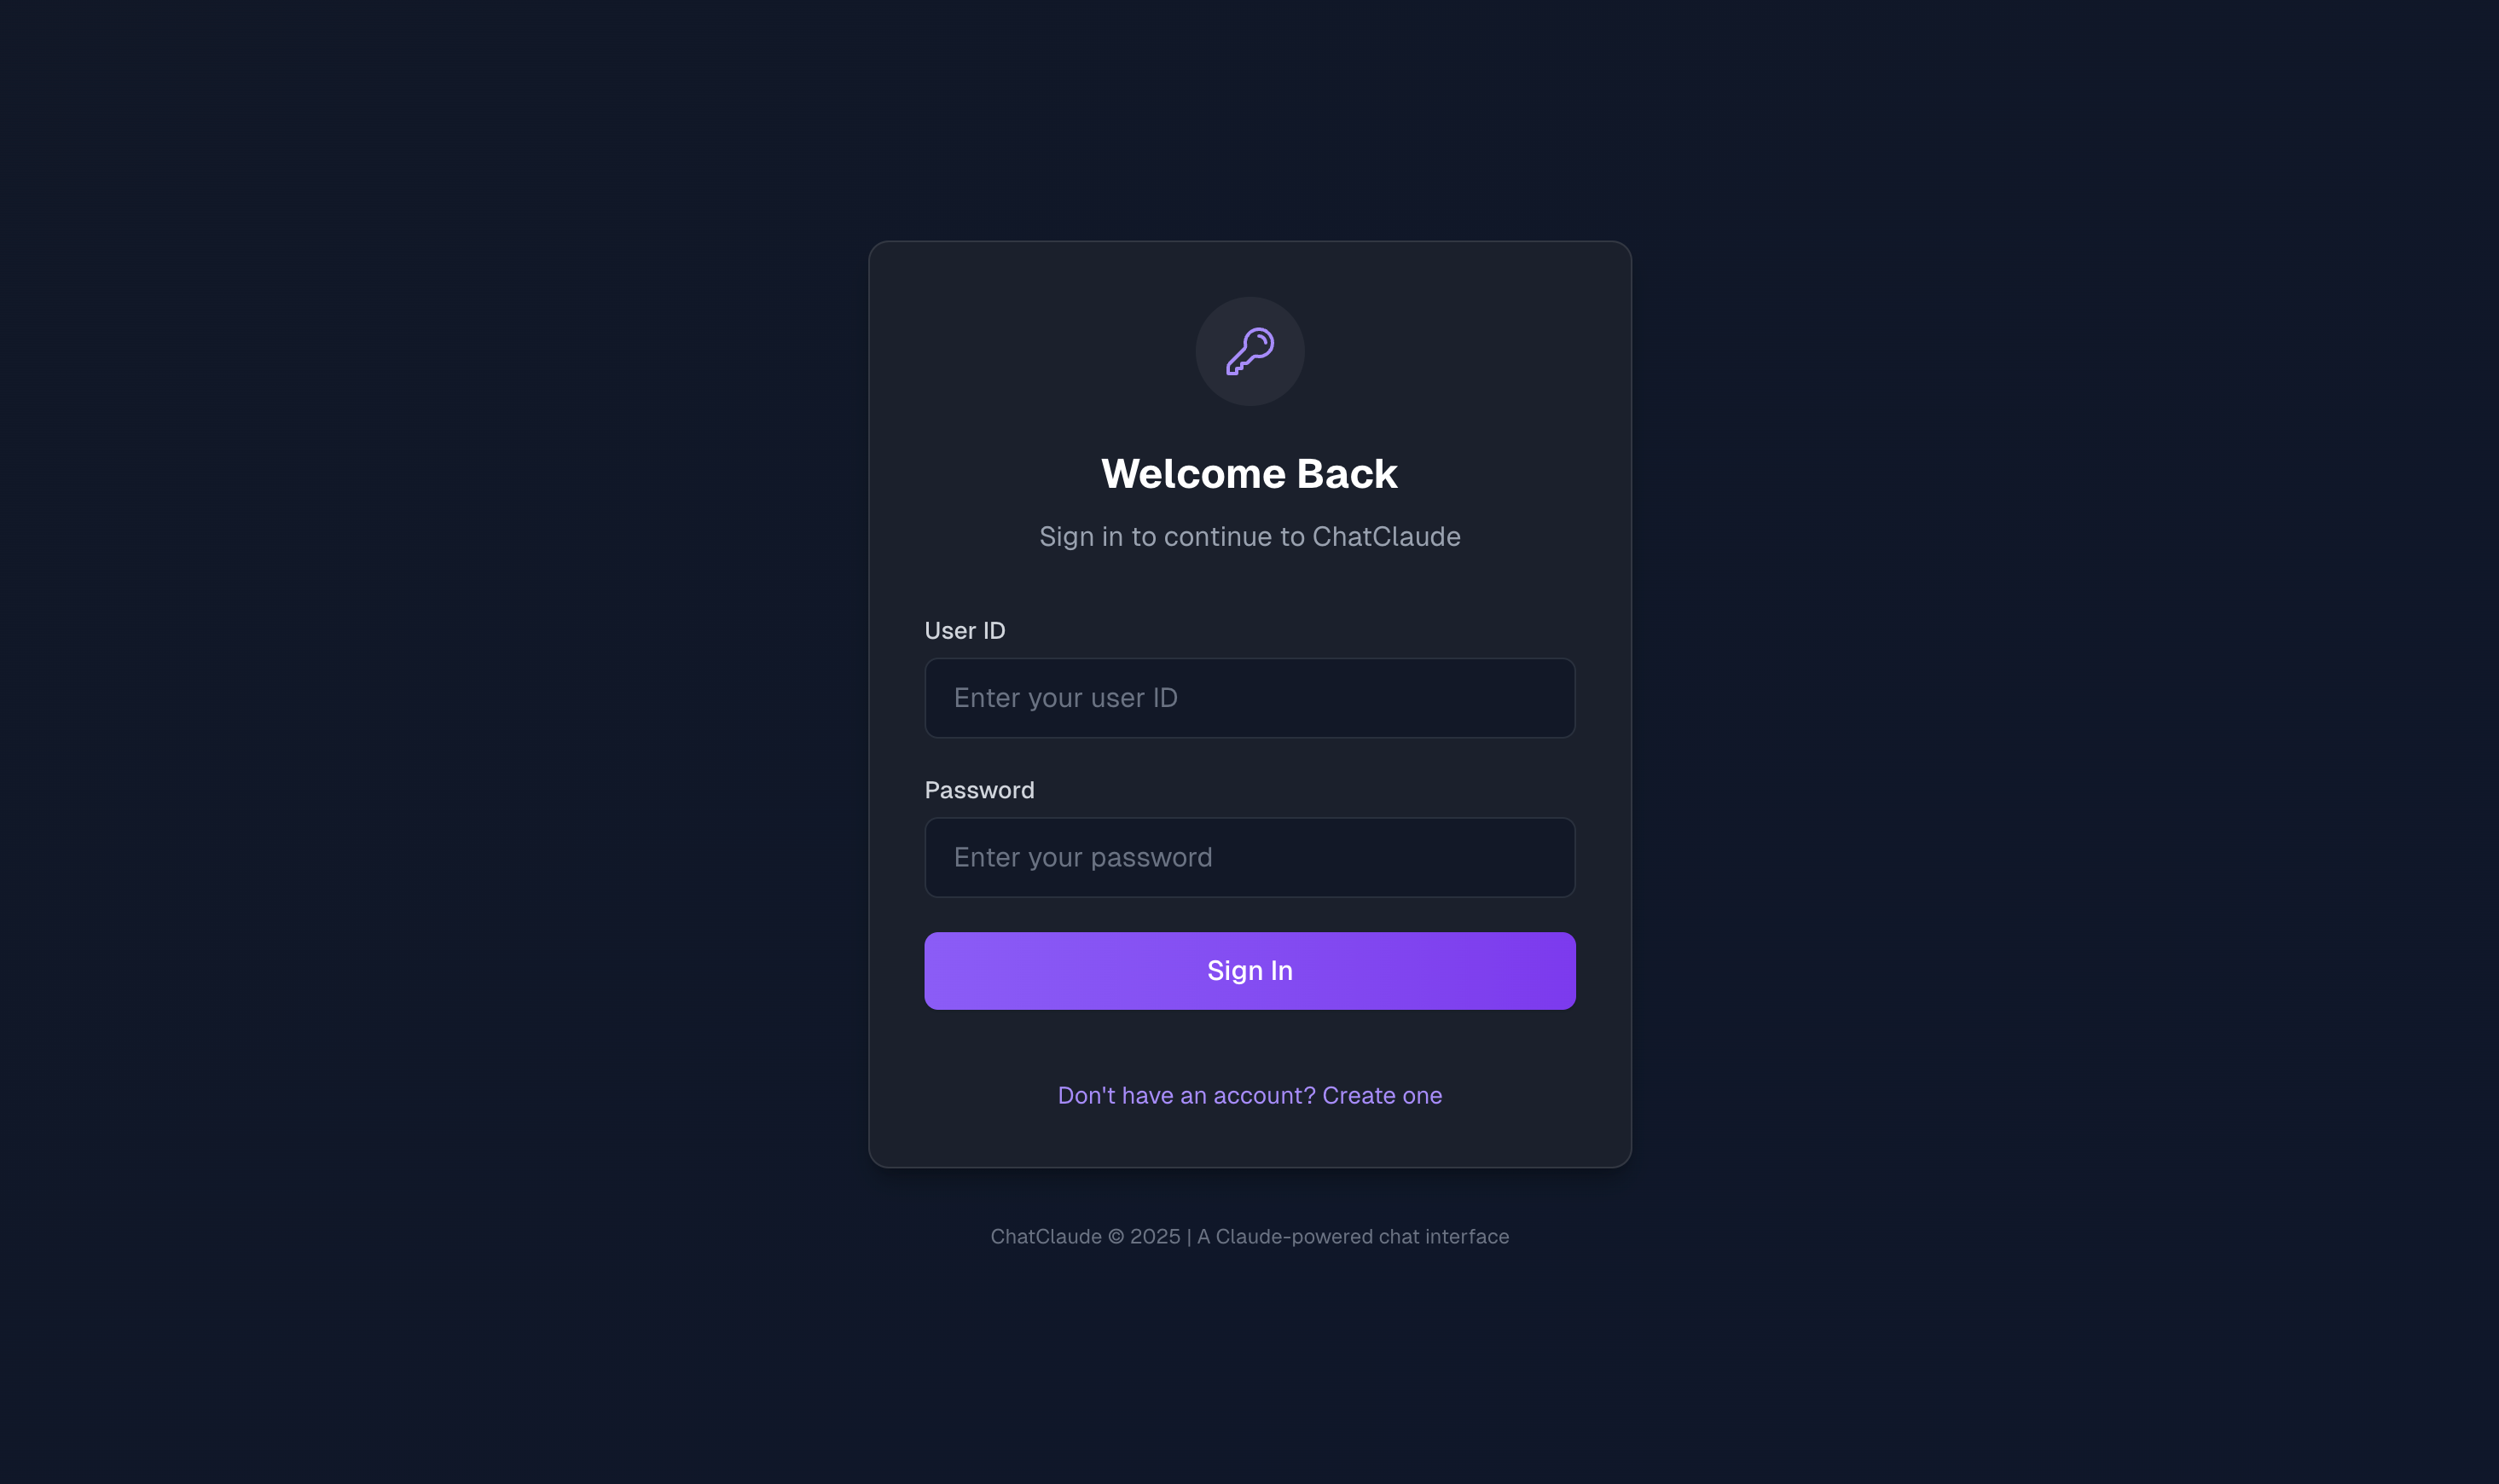 Welcome Back
Sign in to continue to ChatClaude
User ID
Enter your user ID
Password
Enter your password
Sign In
Don't have an account? Create one
ChatClaude © 2025 | A Claude-powered chat interface